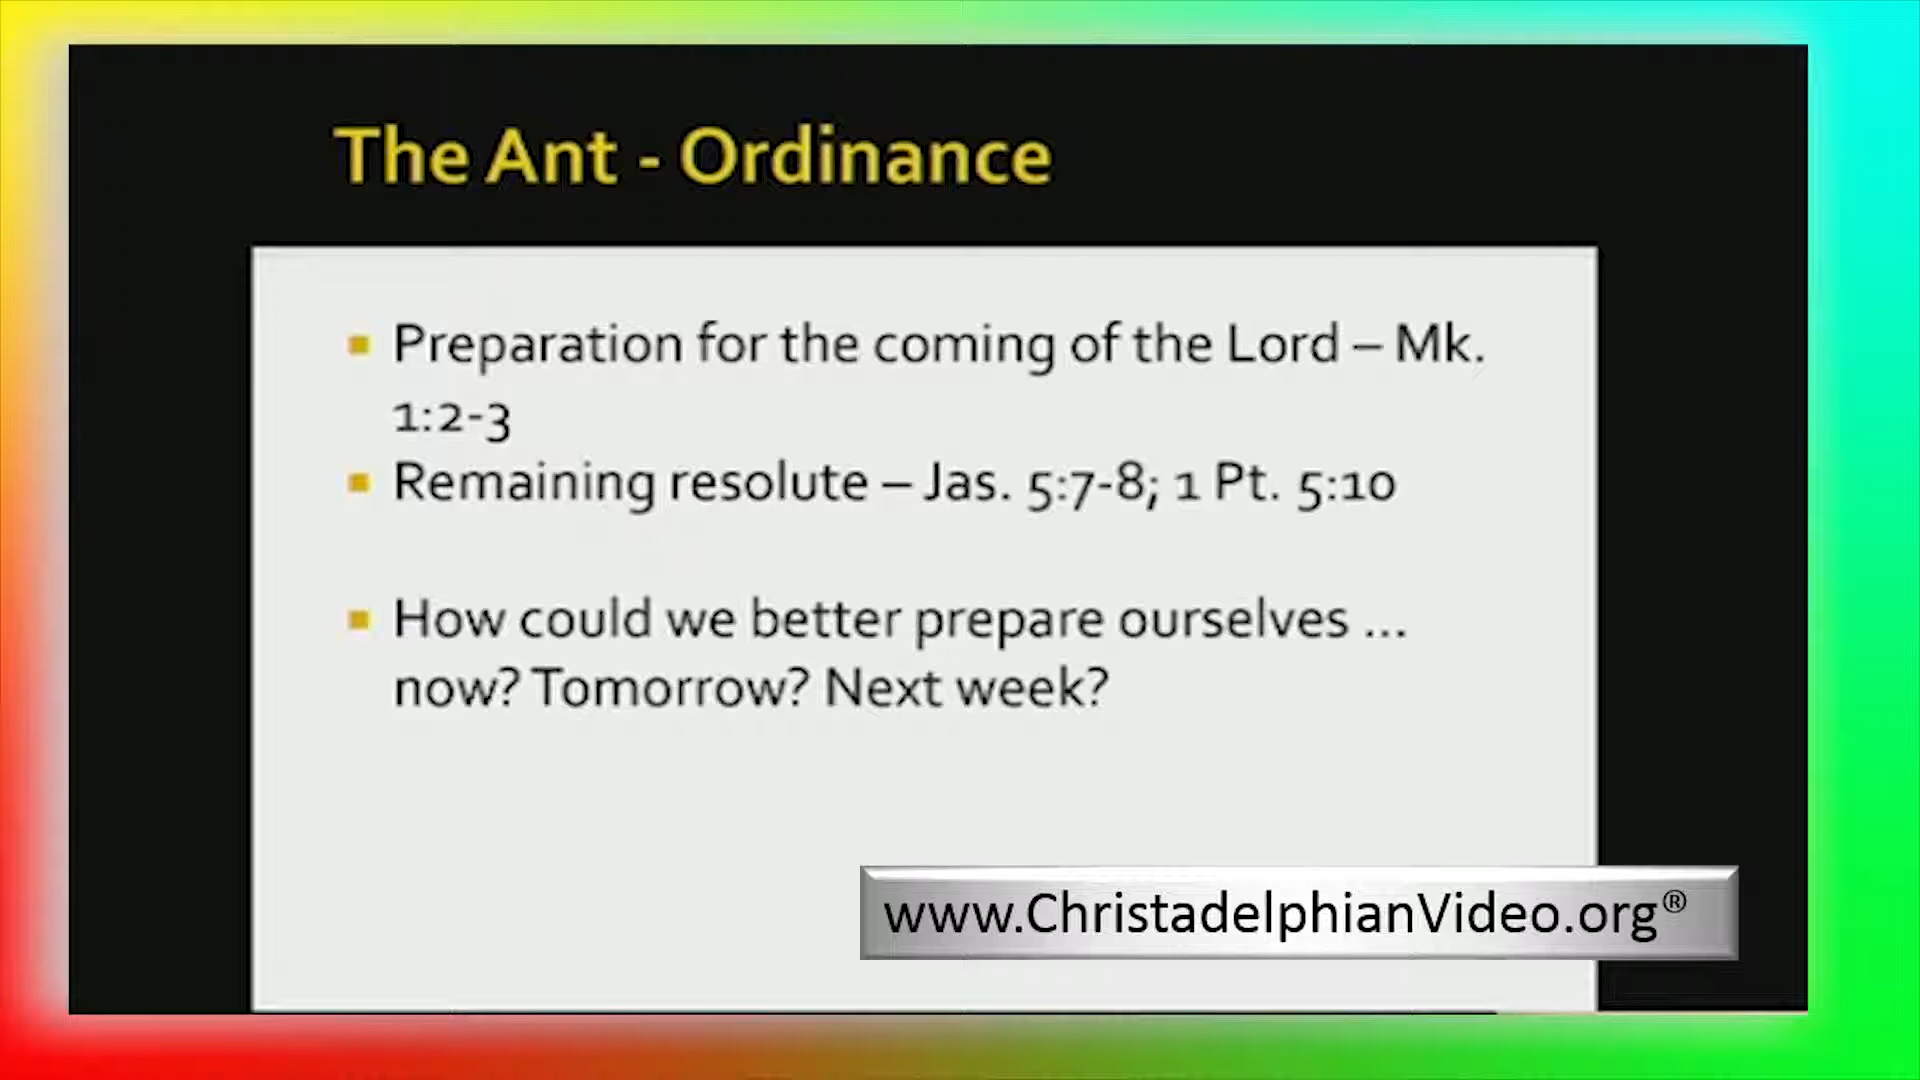 The Ant - Ordinance
Preparation for the coming of the Lord – Mk.
1:2-3
Remaining resolute – Jas. 5:7-8; 1 Pt. 5:10
How could we better prepare ourselves ...
now? Tomorrow? Next week?
www.ChristadelphianVideo.org®